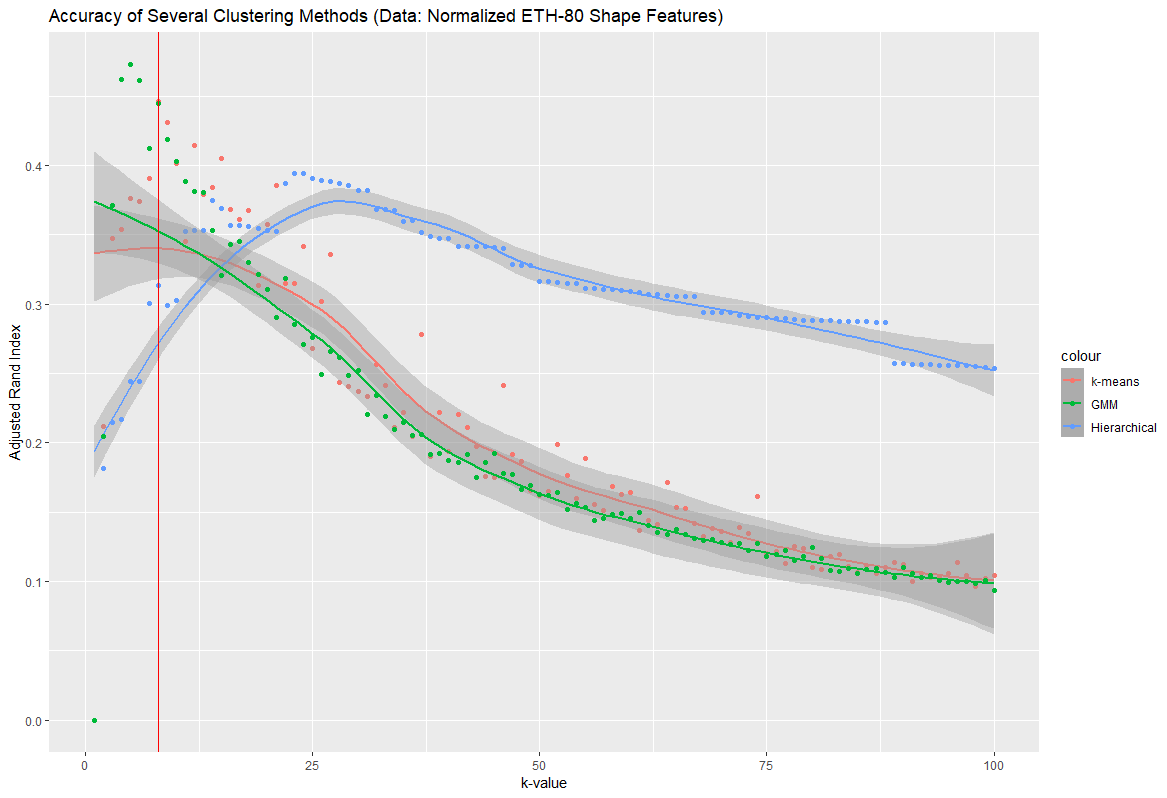 Accuracy of Several Clustering Methods (Data: Normalized ETH-80 Shape Features)
Adjusted Rand Index
0.4
0.3
0.2
0.1
0.0
0
25
50
75
100
k-value
colour
k-means
GMM
Hierarchical